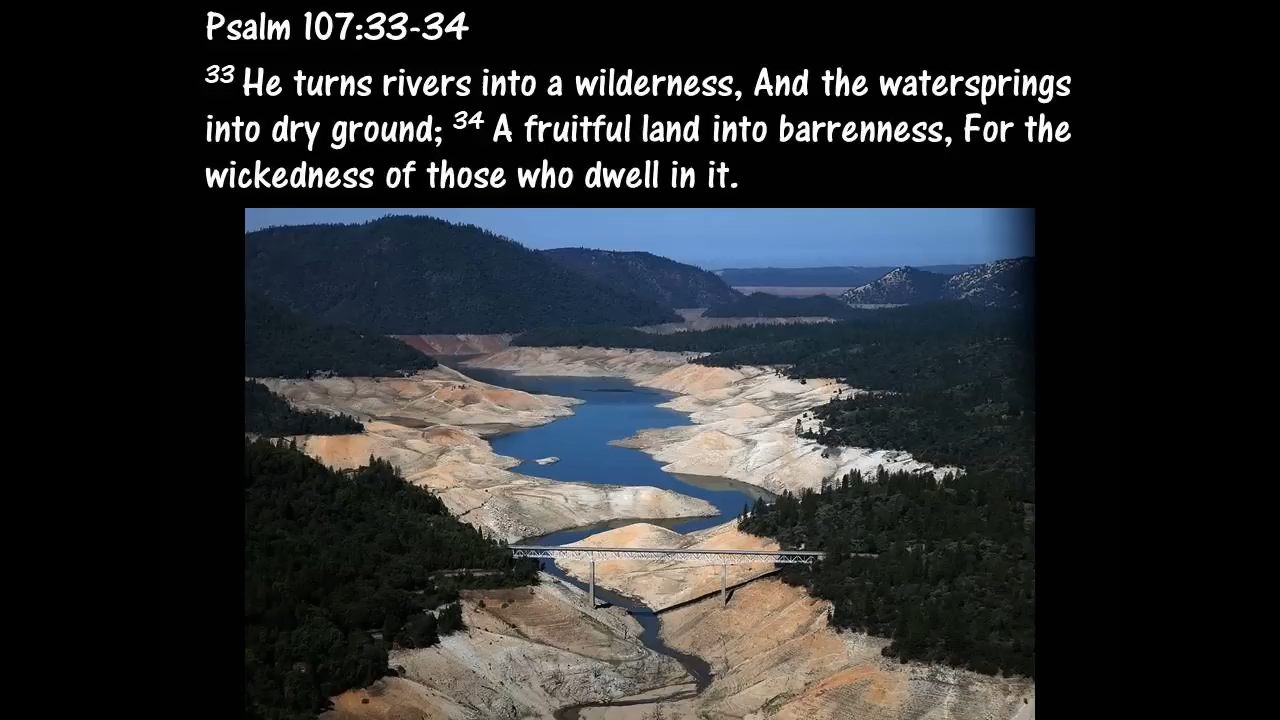 Psalm 107:33-34
³³ He turns rivers into a wilderness, And the watersprings
into dry ground; ³⁴ A fruitful land into barrenness, For the
wickedness of those who dwell in it.